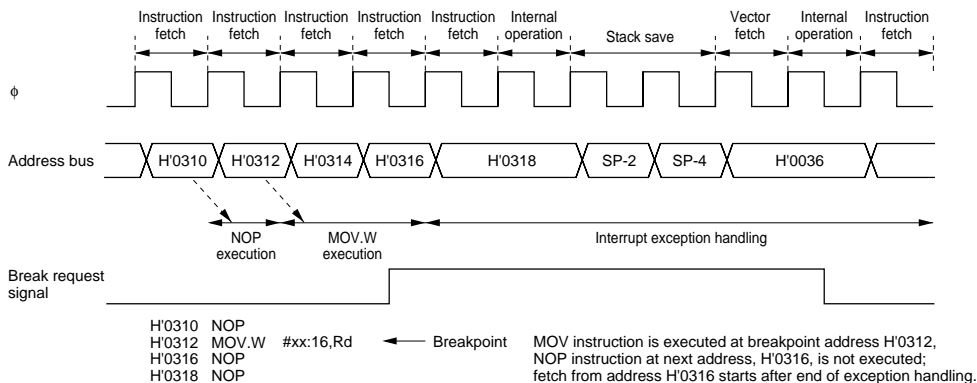 Instruction fetch
Instruction fetch
Instruction fetch
Instruction fetch
Instruction fetch
Internal operation
Stack save
Vector fetch
Internal operation
Instruction fetch
φ
Address bus
H'0310
H'0312
H'0314
H'0316
H'0318
SP-2
SP-4
H'0036
NOP execution
MOV.W execution
Interrupt exception handling
Break request signal
H'0310 NOP
H'0312 MOV.W #xx:16,Rd
H'0316 NOP
H'0318 NOP
Breakpoint
MOV instruction is executed at breakpoint address H'0312,
NOP instruction at next address, H'0316, is not executed;
fetch from address H'0316 starts after end of exception handling.